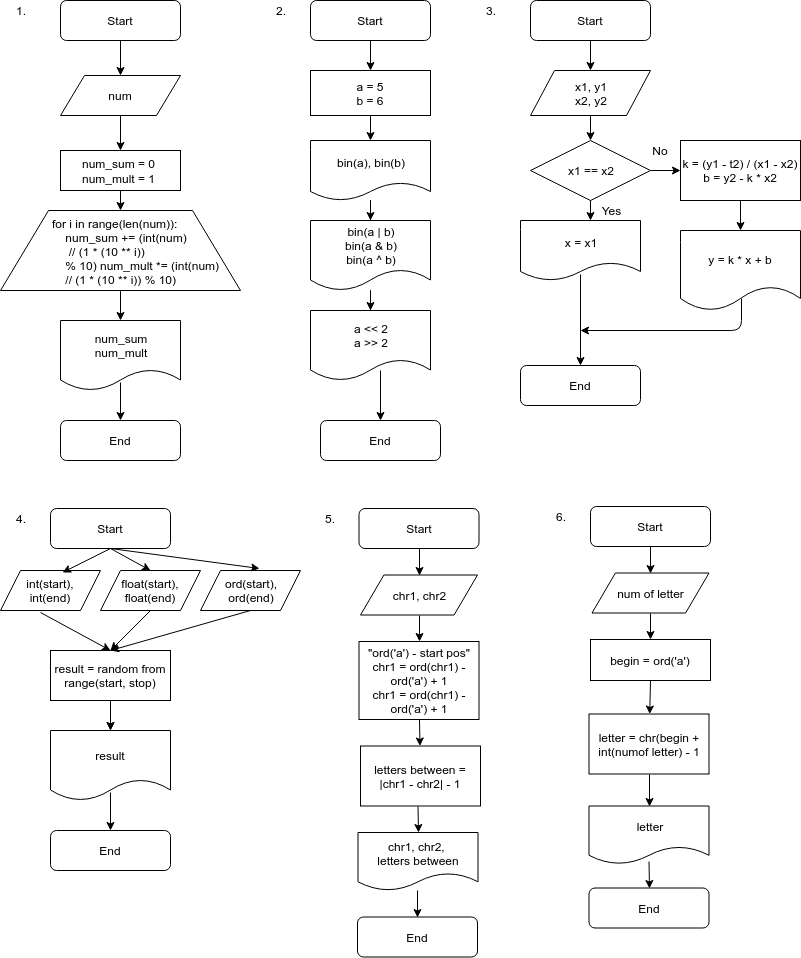 1.
Start
num
num_sum = 0
num_mult = 1
for i in range(len(num)):
num_sum += (int(num)
// (1 * (10 ** i))
% 10) num_mult *= (int(num)
// (1 * (10 ** i)) % 10)
num_sum
num_mult
End
2.
Start
a = 5
b = 6
bin(a), bin(b)
bin(a | b)
bin(a & b)
bin(a ^ b)
a << 2
a >> 2
End
3.
Start
x1, y1
x2, y2
x1 == x2
No
k = (y1 - t2) / (x1 - x2)
b = y2 - k * x2
Yes
x = x1
y = k * x + b
End
4.
Start
int(start),
int(end)
float(start),
float(end)
ord(start),
ord(end)
result = random from
range(start, stop)
result
End
5.
Start
chr1, chr2
"ord('a') - start pos"
chr1 = ord(chr1) -
ord('a') + 1
chr1 = ord(chr1) -
ord('a') + 1
letters between =
|chr1 - chr2| - 1
chr1, chr2,
letters between
End
6.
Start
num of letter
begin = ord('a')
letter = chr(begin +
int(numof letter) - 1
letter
End